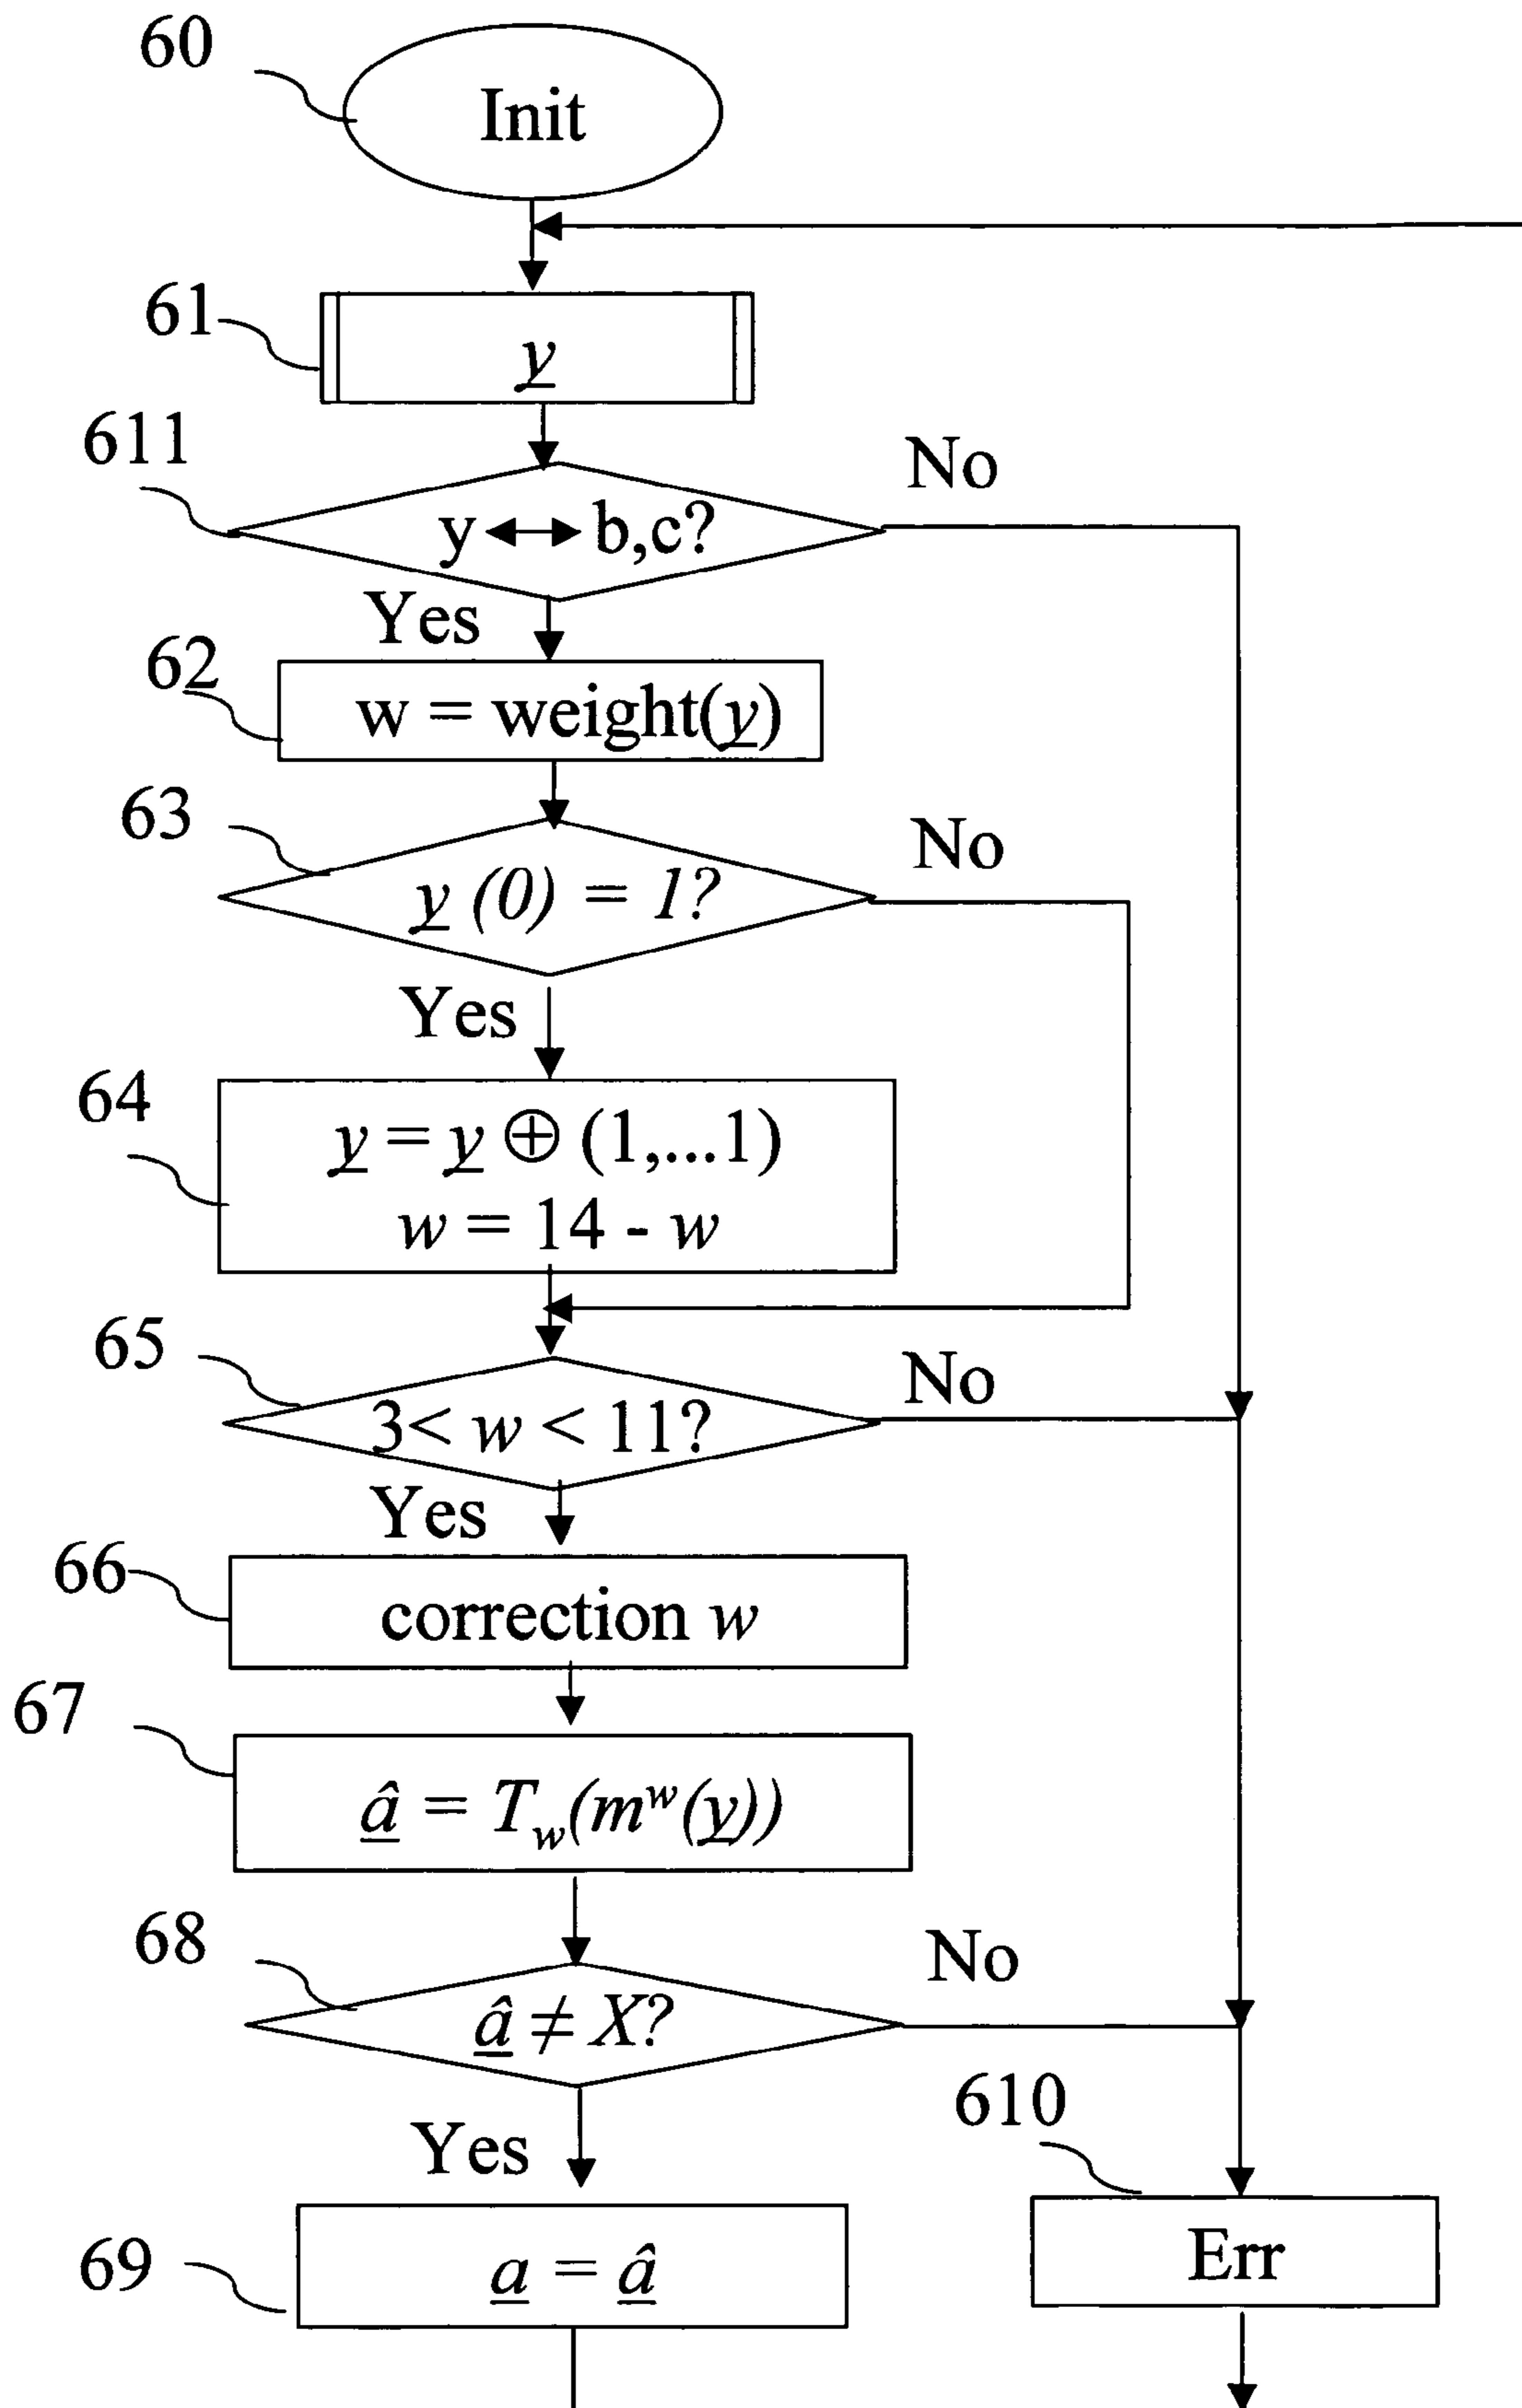 60
Init
61
y
611
y ↔ b,c?
No
Yes
62
w = weight(y)
63
y (0) = 1?
No
Yes
64
y = y ⊕ (1,...1)
w = 14 - w
65
3< w < 11?
No
Yes
66
correction w
67
â = T_w(m^w(y))
68
â ≠ X?
No
Yes
610
69
a = â
Err